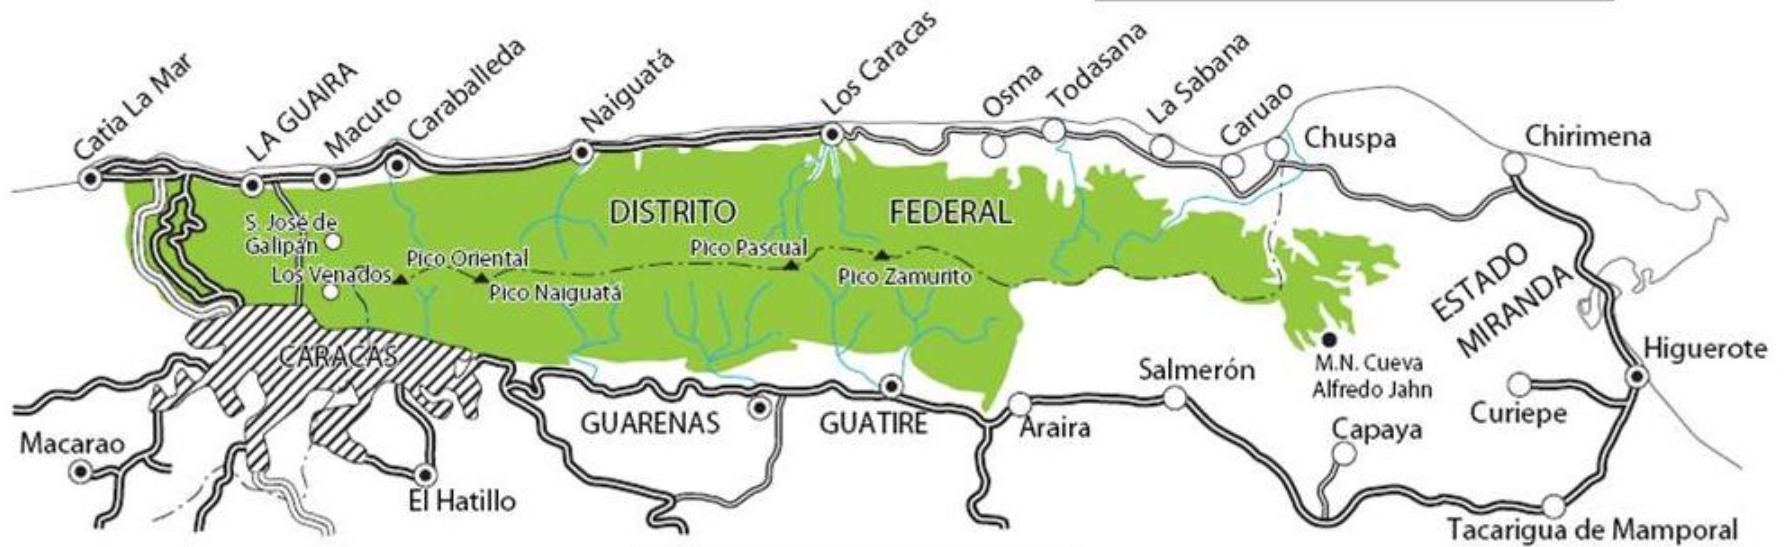 Catia La Mar
LA GUAIRA
Macuto
Caraballeda
Naiguatá
Los Caracas
Osma
Todasana
La Sabana
Caruao
Chuspa
Chirimena
S. José de
Galipán
Los Venados
Pico Oriental
Pico Naiguatá
DISTRITO
FEDERAL
Pico Pascual
Pico Zamurito
ESTADO
MIRANDA
CARACAS
M.N. Cueva
Alfredo Jahn
Higuerote
Salmerón
Curiepe
Macarao
El Hatillo
GUARENAS
GUATIRE
Araira
Capaya
Tacarigua de Mamporal